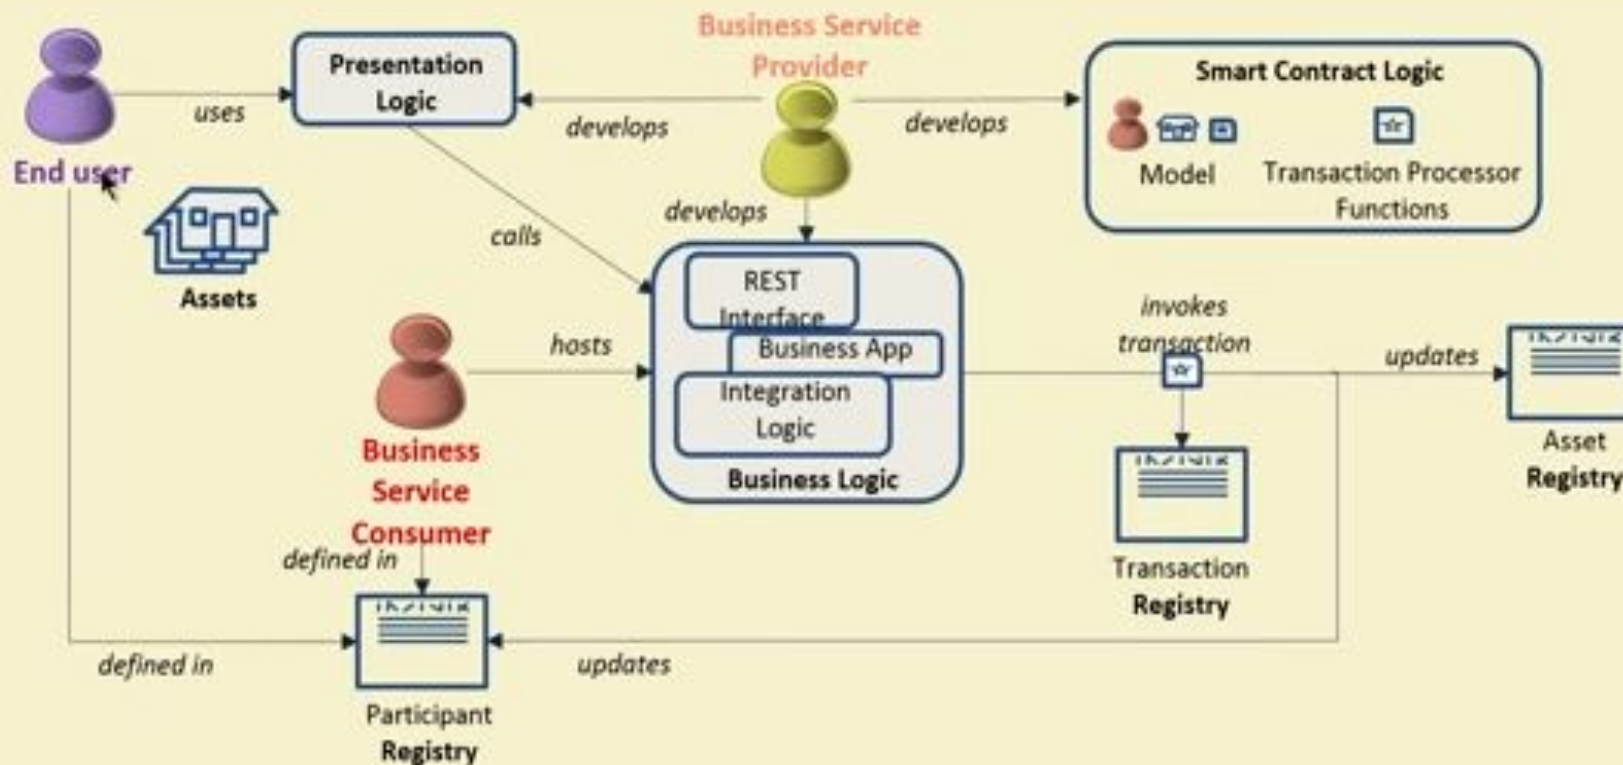 Business Service
Provider
Presentation
Logic
Smart Contract Logic
uses
develops
develops
End user
Model
Transaction Processor
Functions
develops
calls
Assets
REST
Interface
invokes
transaction
hosts
Business App
updates
Integration
Logic
Business Logic
Business
Service
Consumer
Asset
Registry
defined in
Transaction
Registry
defined in
updates
Participant
Registry